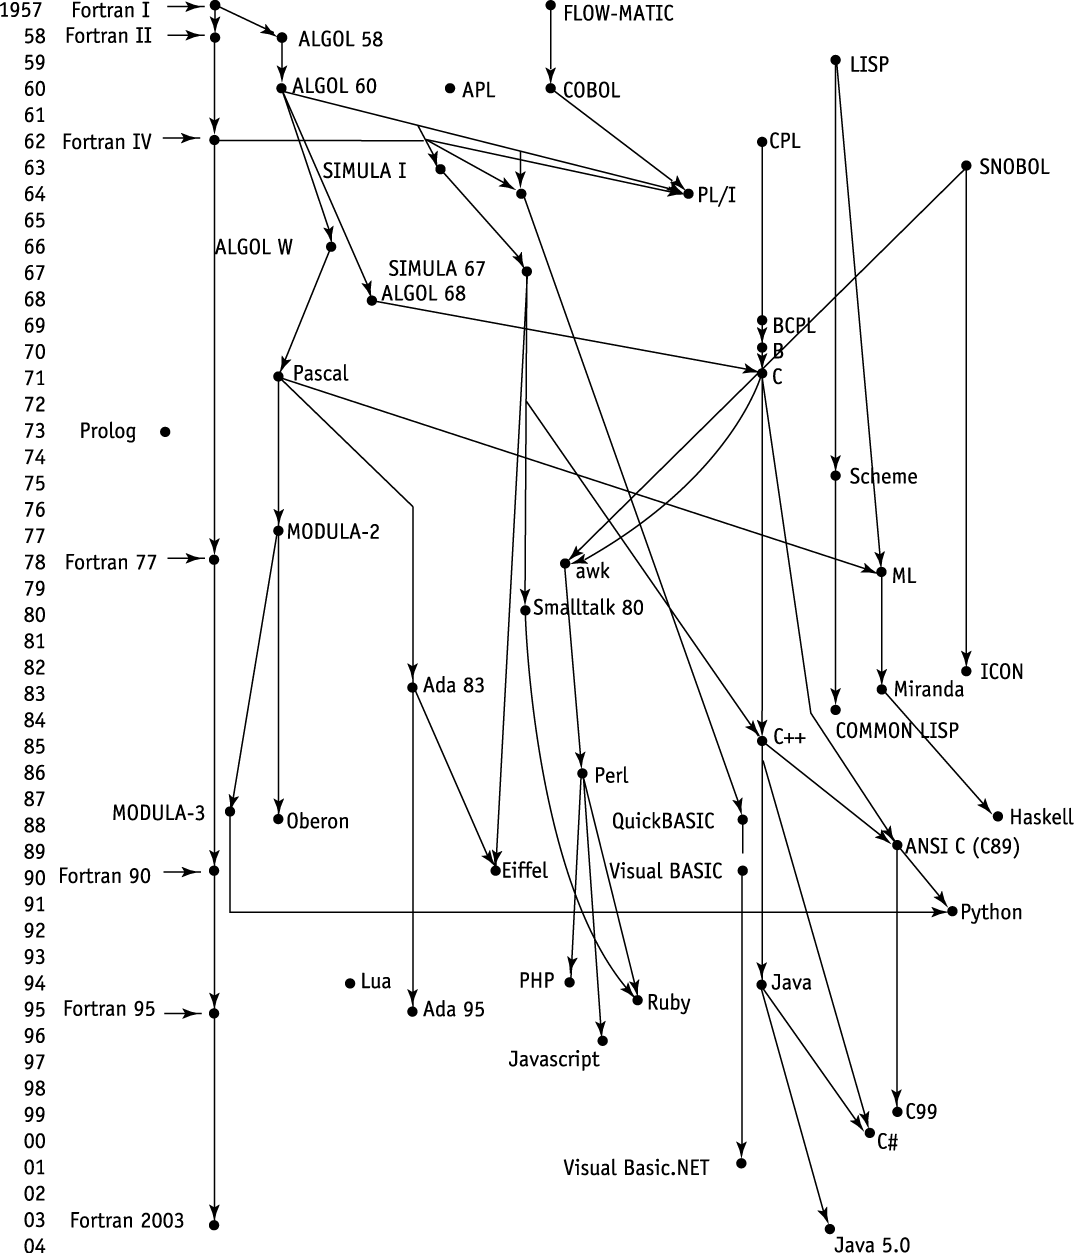 1957 Fortran I FLOW-MATIC
58 Fortran II ALGOL 58
59 LISP
60 ALGOL 60 APL COBOL
61
62 Fortran IV CPL
63 SIMULA I SNOBOL
64 PL/I
65
66 ALGOL W
67 SIMULA 67
68 ALGOL 68
69 BCPL
70 B
71 Pascal C
72
73 Prolog
74
75 Scheme
76
77 MODULA-2
78 Fortran 77 awk ML
79
80 Smalltalk 80
81
82 ICON
83 Ada 83 Miranda
84 COMMON LISP
85 C++
86 Perl
87
88 MODULA-3 Oberon QuickBASIC Haskell
89 ANSI C (C89)
90 Fortran 90 Eiffel Visual BASIC
91 Python
92
93
94 Lua PHP Java
95 Fortran 95 Ada 95 Ruby
96
97 Javascript
98
99 C99
00 C#
01 Visual Basic.NET
02
03 Fortran 2003
04 Java 5.0